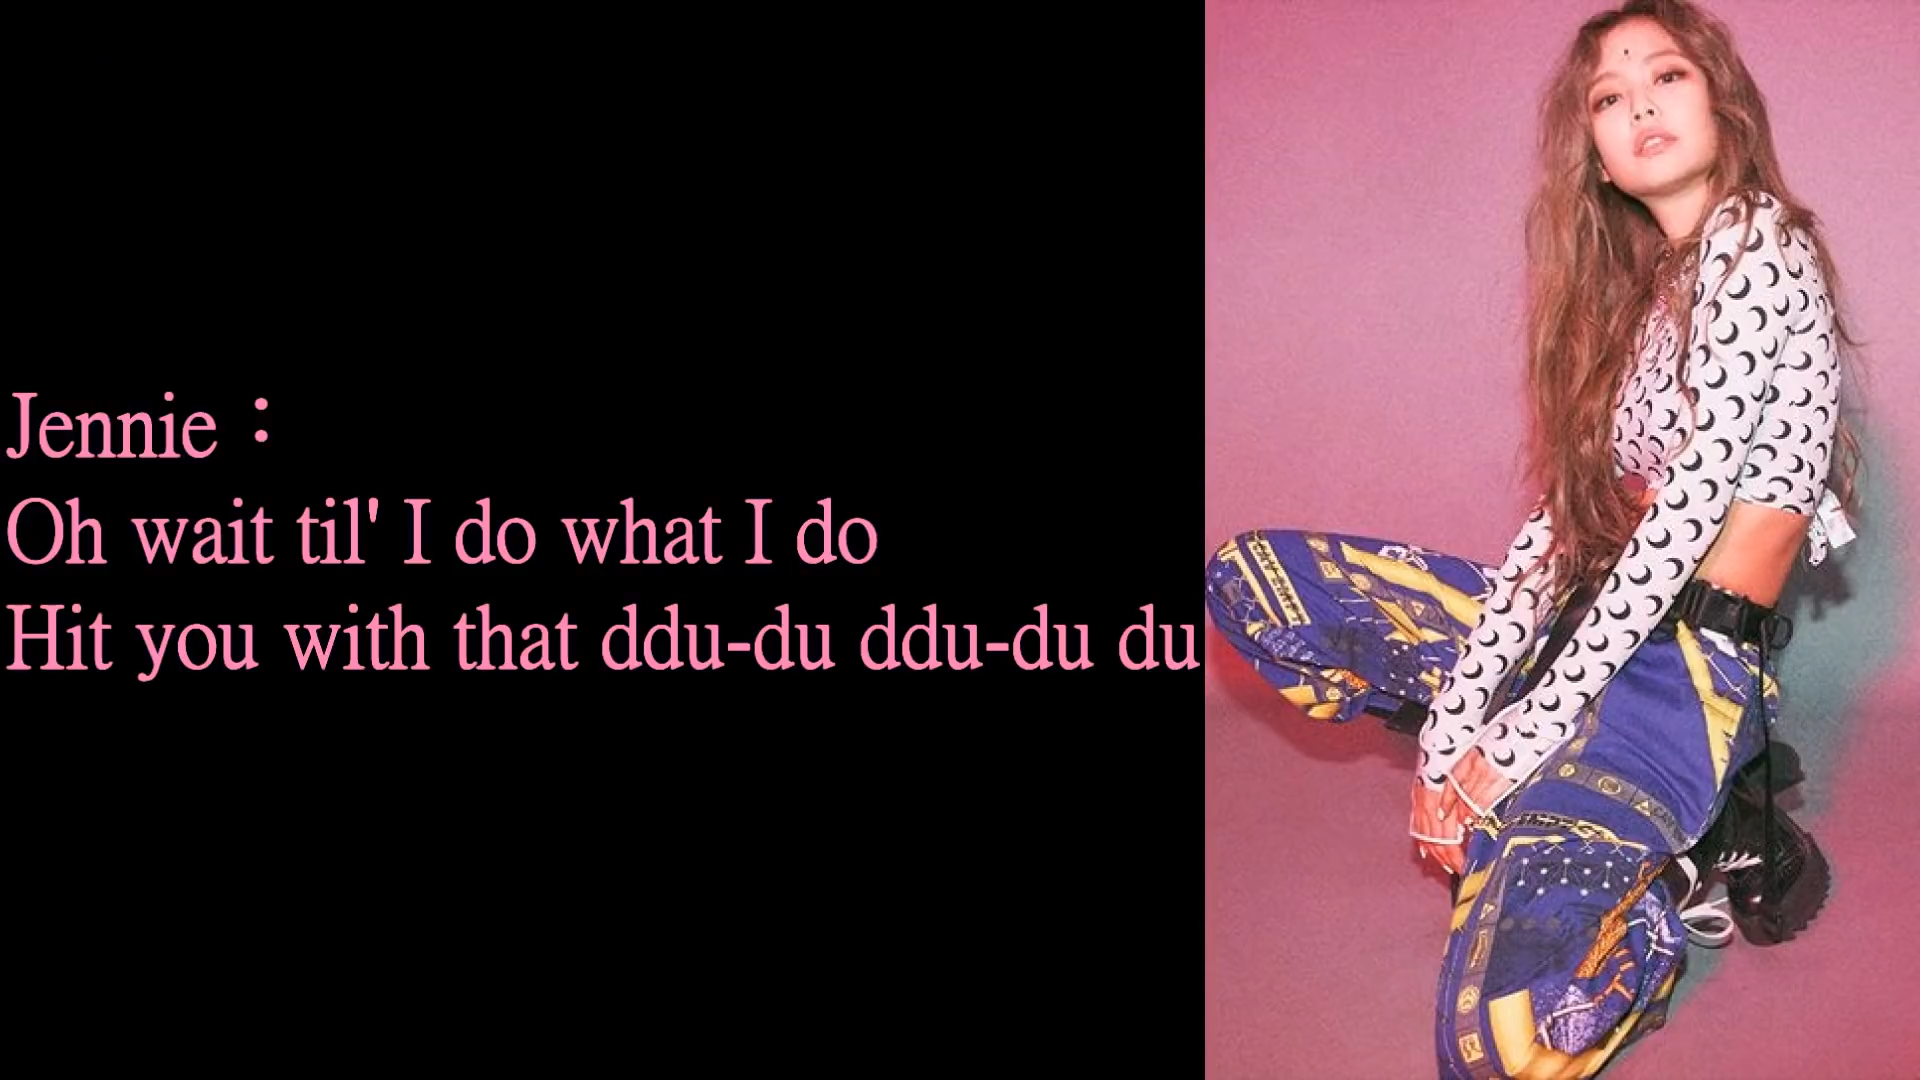 Jennie：
Oh wait til' I do what I do
Hit you with that ddu-du ddu-du du